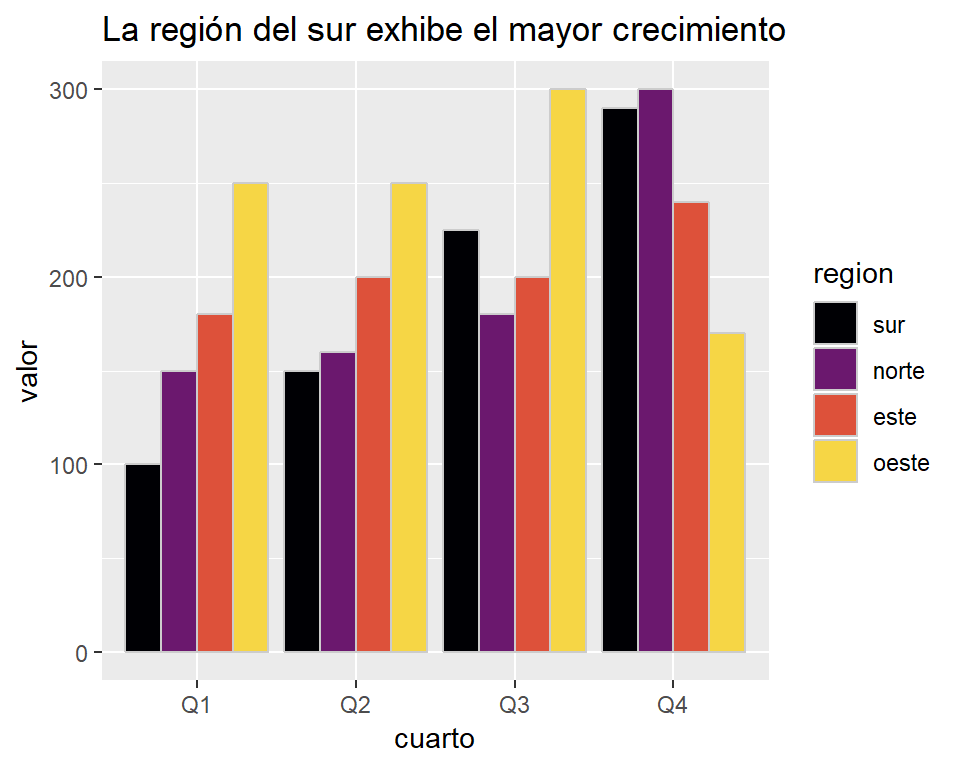 La región del sur exhibe el mayor crecimiento
300
200
100
0
valor
Q1 Q2 Q3 Q4
cuarto
region
sur
norte
este
oeste